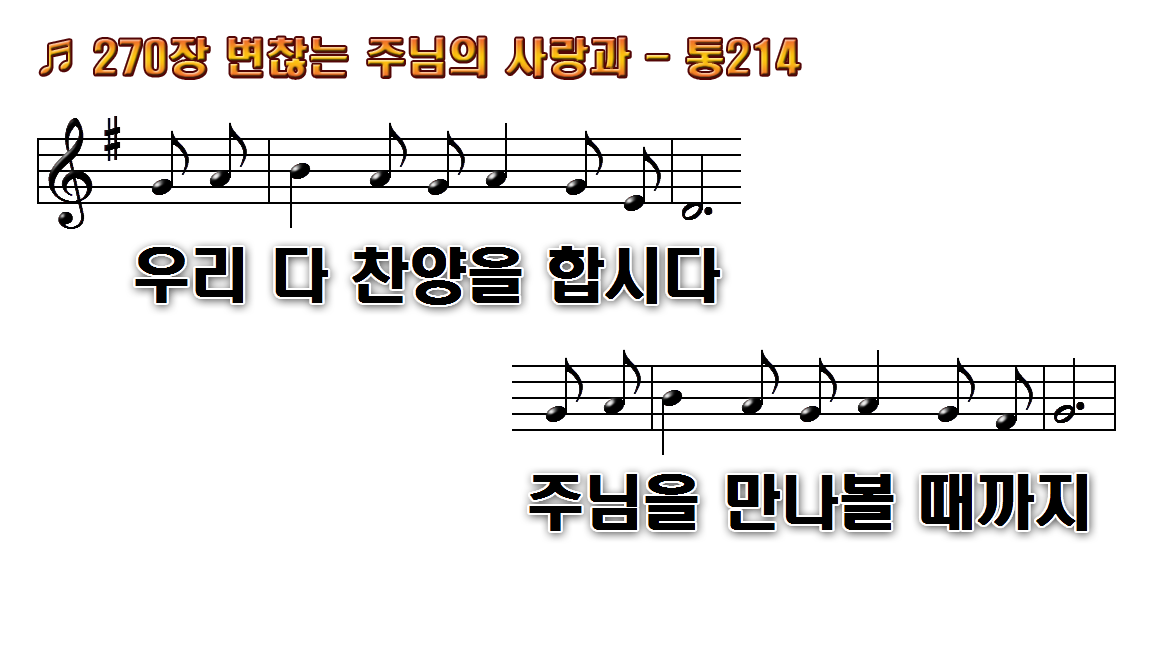 ♬ 270장 변찮는 주님의 사랑과 - 통214
우리 다 찬양을 합시다
주님을 만나볼 때까지